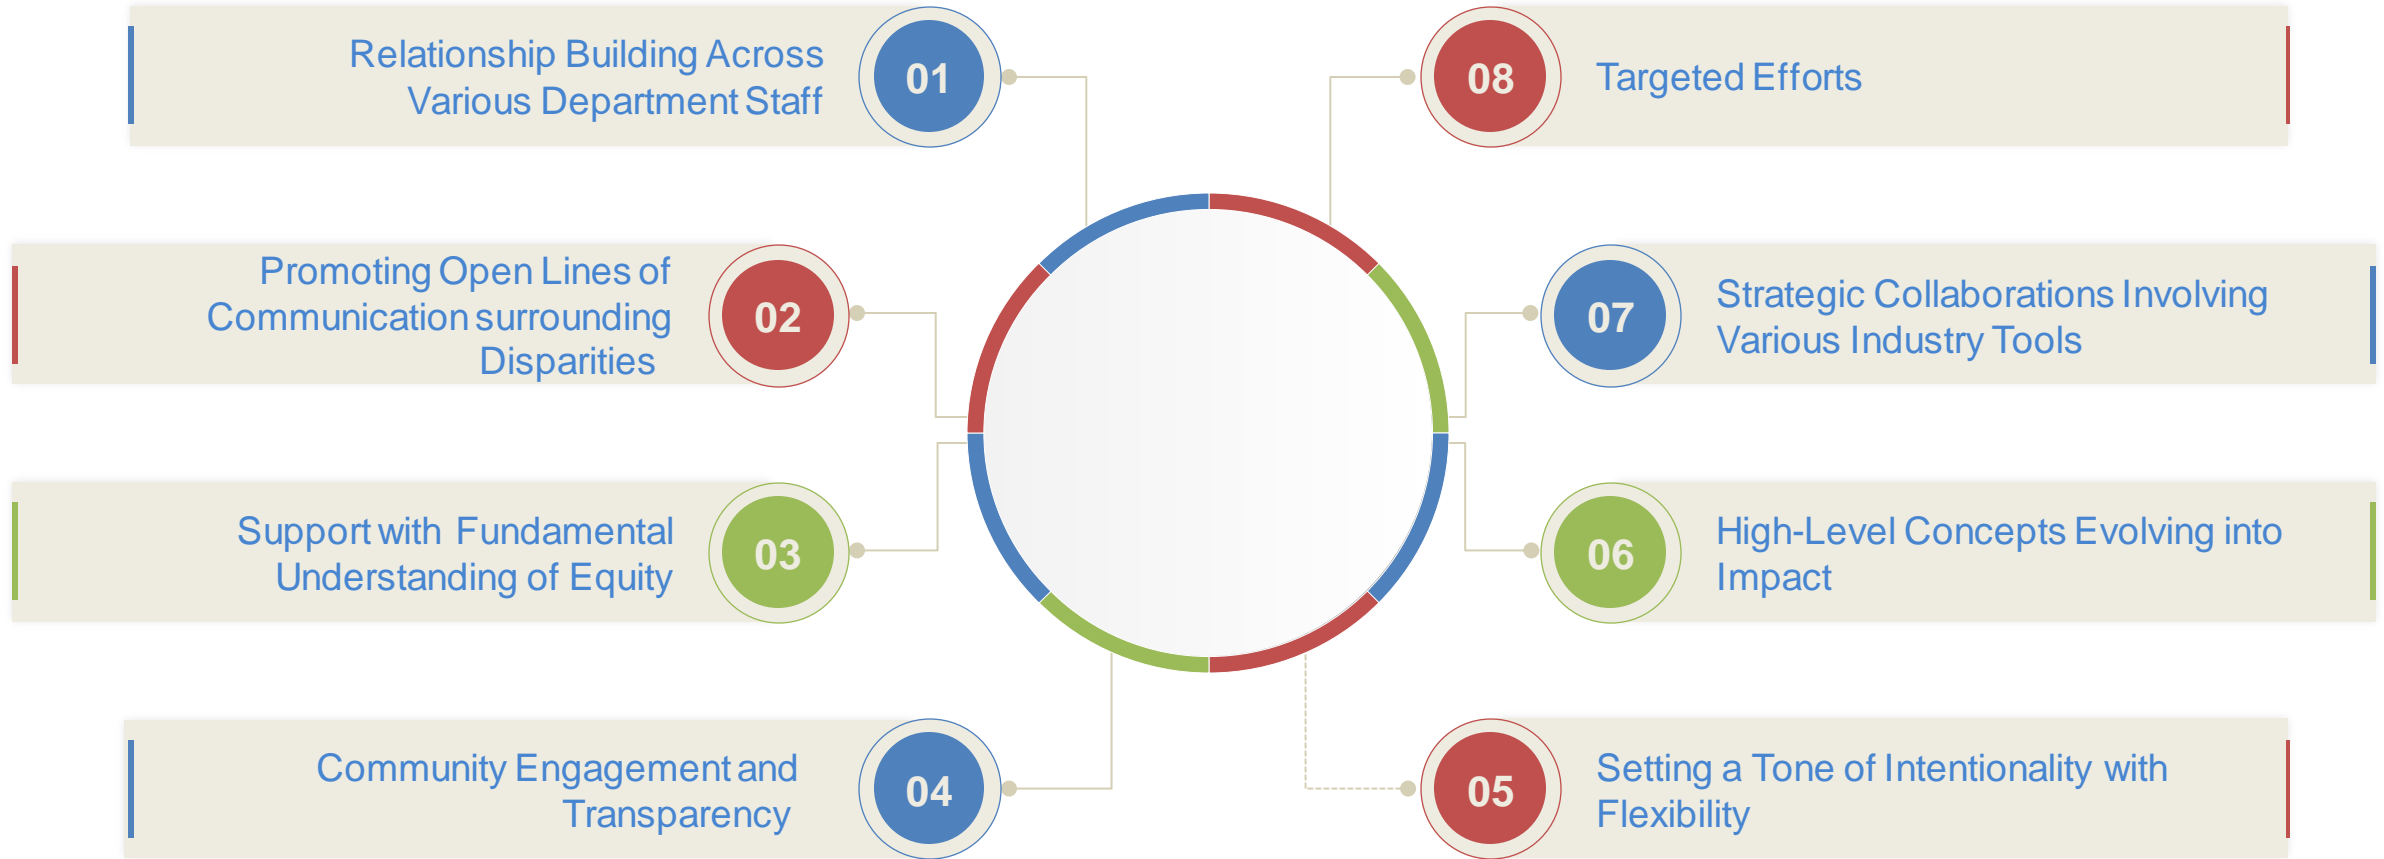 01
Relationship Building Across
Various Department Staff
02
Promoting Open Lines of
Communication surrounding
Disparities
03
Support with Fundamental
Understanding of Equity
04
Community Engagement and
Transparency
05
Setting a Tone of Intentionality with
Flexibility
06
High-Level Concepts Evolving into
Impact
07
Strategic Collaborations Involving
Various Industry Tools
08
Targeted Efforts